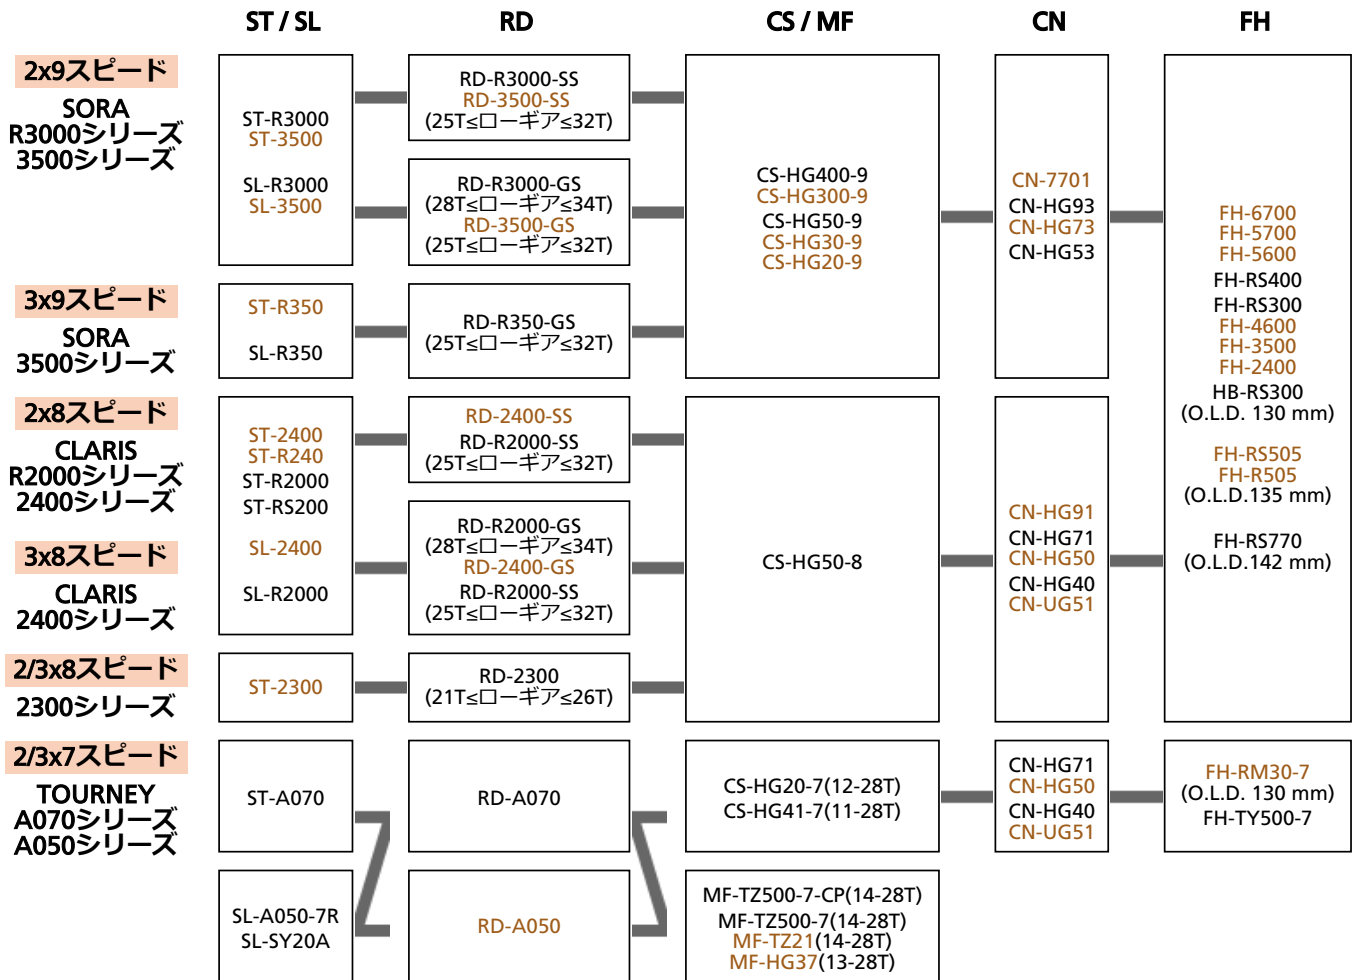 ST / SL
RD
CS / MF
CN
FH
2x9スピード
SORA
R3000シリーズ
3500シリーズ
ST-R3000
ST-3500
SL-R3000
SL-3500
RD-R3000-SS
RD-3500-SS
(25T≤ローギア≤32T)
RD-R3000-GS
(28T≤ローギア≤34T)
RD-3500-GS
(25T≤ローギア≤32T)
CS-HG400-9
CS-HG300-9
CS-HG50-9
CS-HG30-9
CS-HG20-9
CN-7701
CN-HG93
CN-HG73
CN-HG53
FH-6700
FH-5700
FH-5600
FH-RS400
FH-RS300
FH-4600
FH-3500
FH-2400
HB-RS300
(O.L.D. 130 mm)
FH-RS505
FH-R505
(O.L.D.135 mm)
FH-RS770
(O.L.D.142 mm)
3x9スピード
SORA
3500シリーズ
ST-R350
SL-R350
RD-R350-GS
(25T≤ローギア≤32T)
2x8スピード
CLARIS
R2000シリーズ
2400シリーズ
3x8スピード
CLARIS
2400シリーズ
ST-2400
ST-R240
ST-R2000
ST-RS200
SL-2400
SL-R2000
RD-2400-SS
RD-R2000-SS
(25T≤ローギア≤32T)
RD-R2000-GS
(28T≤ローギア≤34T)
RD-2400-GS
RD-R2000-SS
(25T≤ローギア≤32T)
CS-HG50-8
CN-HG91
CN-HG71
CN-HG50
CN-HG40
CN-UG51
2/3x8スピード
2300シリーズ
ST-2300
RD-2300
(21T≤ローギア≤26T)
2/3x7スピード
TOURNEY
A070シリーズ
A050シリーズ
ST-A070
RD-A070
CS-HG20-7(12-28T)
CS-HG41-7(11-28T)
CN-HG71
CN-HG50
CN-HG40
CN-UG51
FH-RM30-7
(O.L.D. 130 mm)
FH-TY500-7
SL-A050-7R
SL-SY20A
RD-A050
MF-TZ500-7-CP(14-28T)
MF-TZ500-7(14-28T)
MF-TZ21(14-28T)
MF-HG37(13-28T)